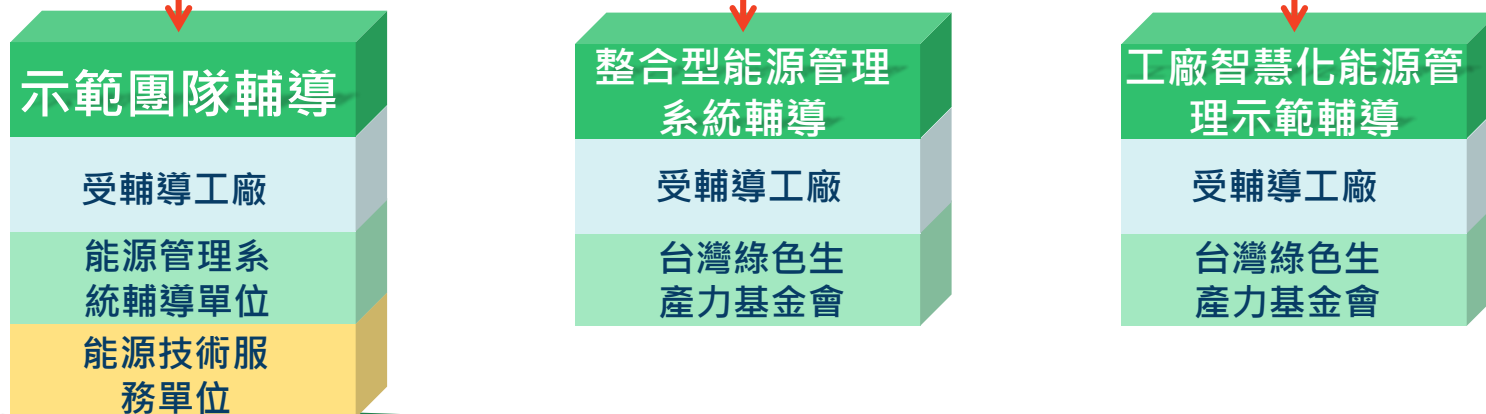 示範團隊輔導
受輔導工廠
能源管理系
統輔導單位
能源技術服
務單位
整合型能源管理
系統輔導
受輔導工廠
台灣綠色生
產力基金會
工廠智慧化能源管
理示範輔導
受輔導工廠
台灣綠色生
產力基金會